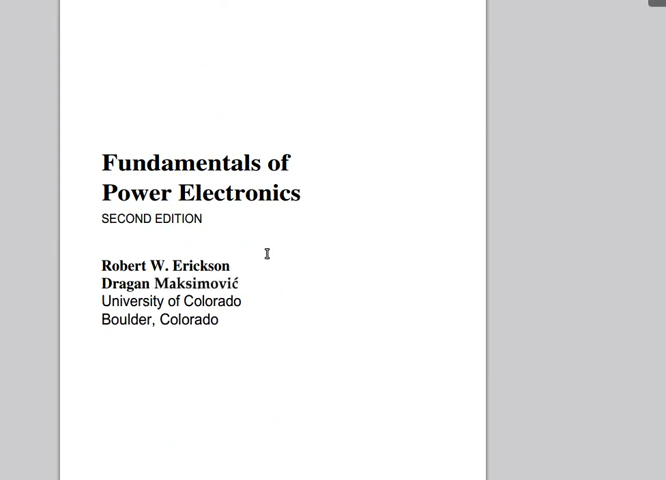 Fundamentals of
Power Electronics
SECOND EDITION
Robert W. Erickson
Dragan Maksimović
University of Colorado
Boulder, Colorado